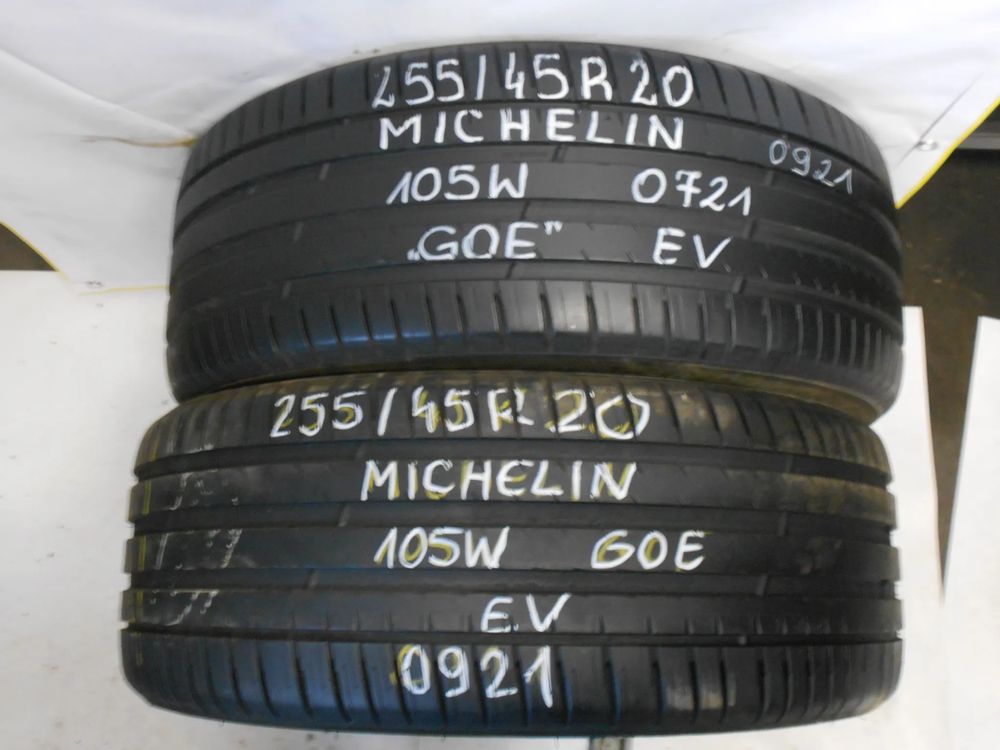 255/45R20
MICHELIN
0921
105W 0721
„GOE" EV
255/45R20
MICHELIN
105W GOE
EV
0921